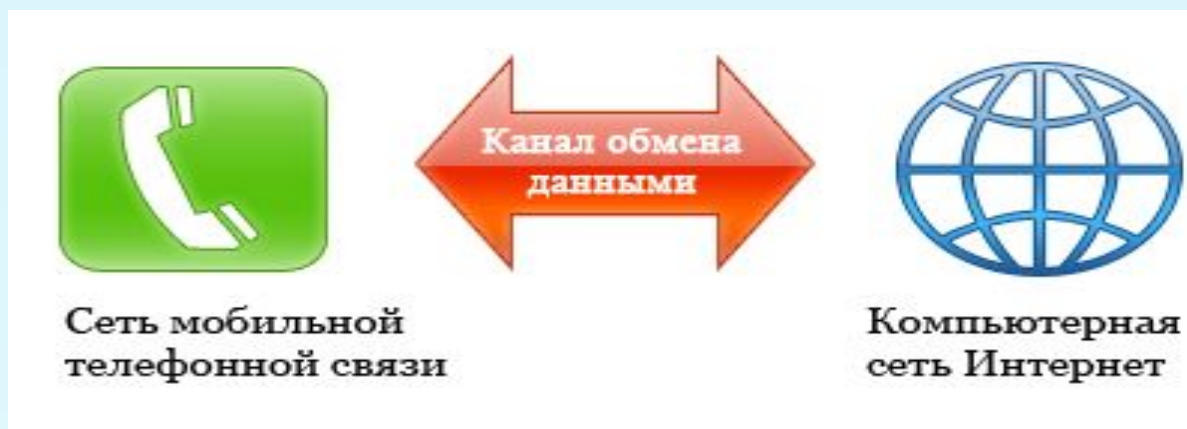 Канал обмена
данными
Сеть мобильной
телефонной связи
Компьютерная
сеть Интернет